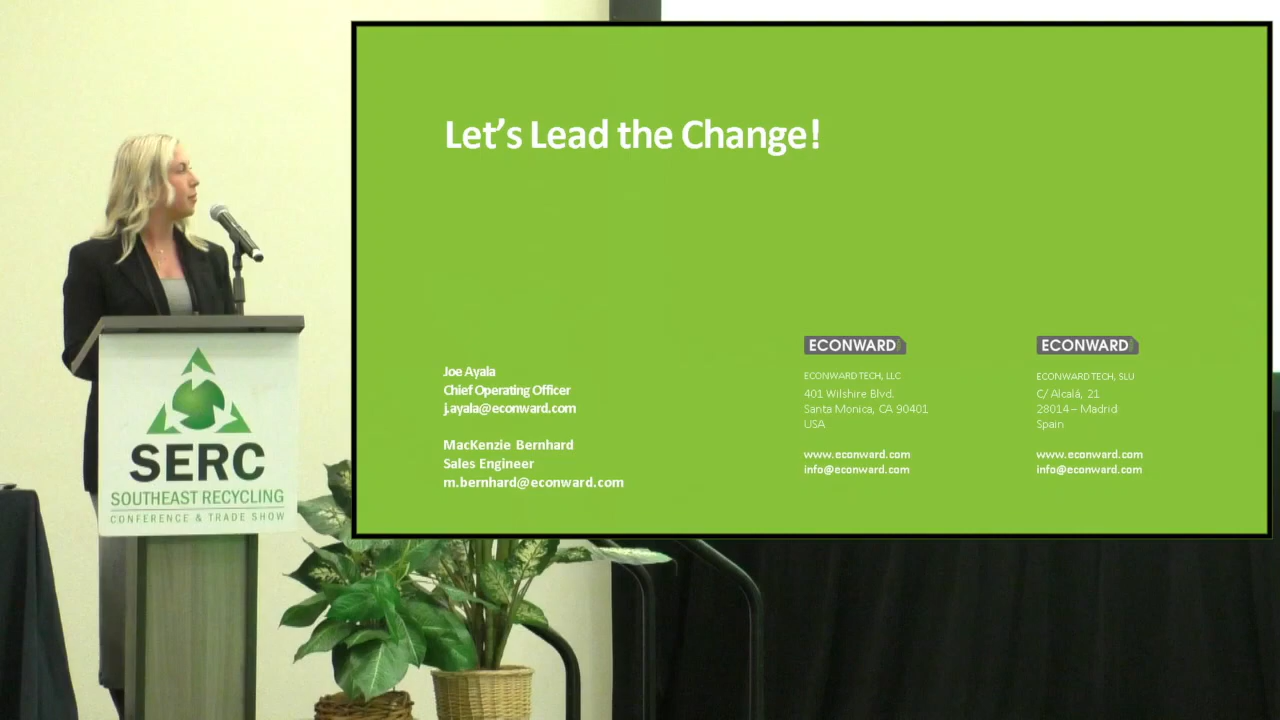 Let's Lead the Change!
Joe Ayala
Chief Operating Officer
j.ayala@econward.com
MacKenzie Bernhard
Sales Engineer
m.bernhard@econward.com
ECONWARD
ECONWARD TECH, LLC
401 Wilshire Blvd.
Santa Monica, CA 90401
USA
www.econward.com
info@econward.com
ECONWARD
ECONWARD TECH, SLU
C/ Alcalá, 21
28014 – Madrid
Spain
www.econward.com
info@econward.com
SERC
SOUTHEAST RECYCLING
CONFERENCE & TRADE SHOW